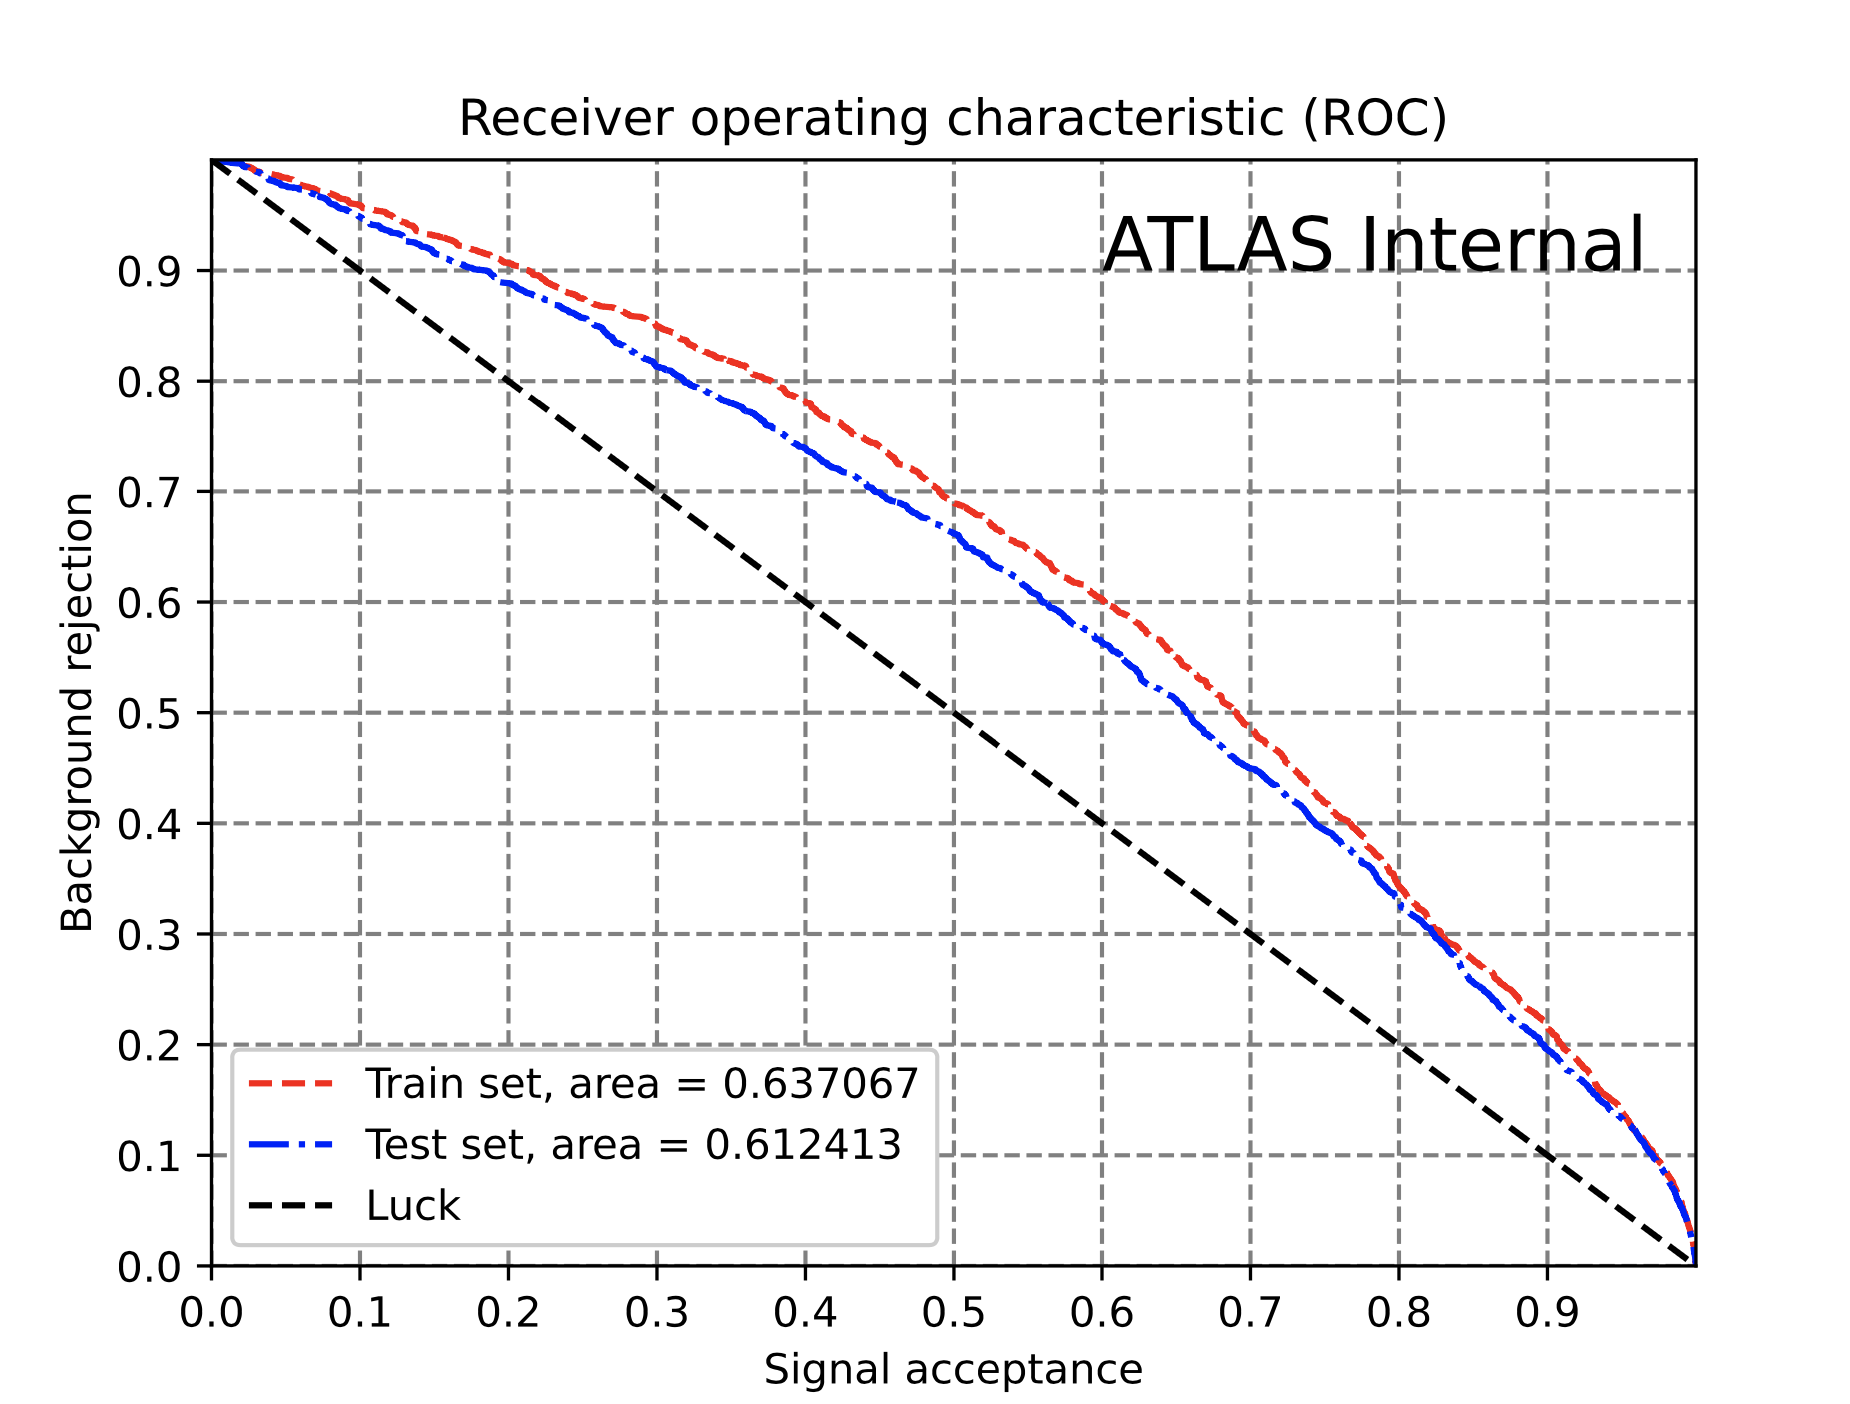 Receiver operating characteristic (ROC)
ATLAS Internal
Background rejection
0.9
0.8
0.7
0.6
0.5
0.4
0.3
0.2
0.1
0.0
Train set, area = 0.637067
Test set, area = 0.612413
Luck
0.0 0.1 0.2 0.3 0.4 0.5 0.6 0.7 0.8 0.9
Signal acceptance